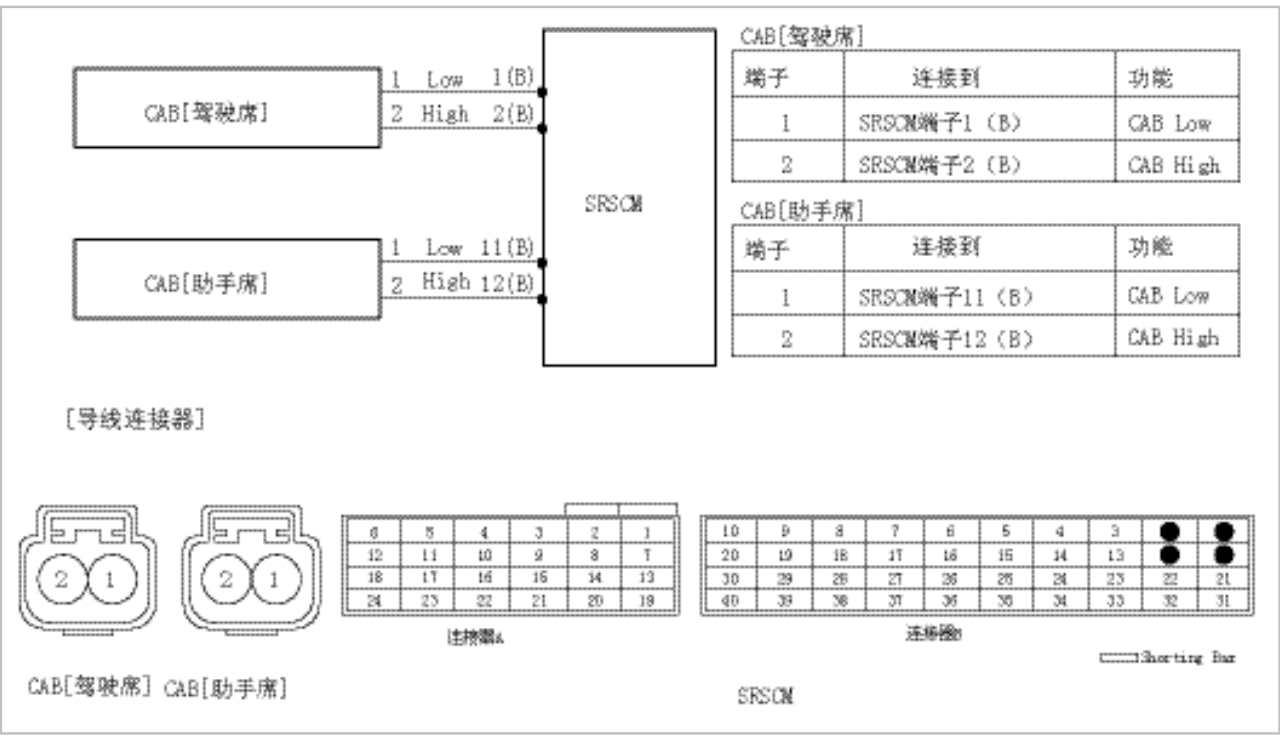 CAB[驾驶席]
1 Low 1(B)
2 High 2(B)
CAB[助手席]
1 Low 11(B)
2 High 12(B)
SRSCM
CAB[驾驶席]
端子 连接到 功能
1 SRSCM端子1（B） CAB Low
2 SRSCM端子2（B） CAB High
CAB[助手席]
端子 连接到 功能
1 SRSCM端子11（B） CAB Low
2 SRSCM端子12（B） CAB High
[导线连接器]
2 1
2 1
6 5 4 3 2 1
12 11 10 9 8 7
18 17 16 15 14 13
24 23 22 21 20 19
连接器A
10 9 8 7 6 5 4 3
20 19 18 17 16 15 14 13
30 29 28 27 26 25 24 23 22 21
40 39 38 37 36 35 34 33 32 31
连接器B
Shorting Bar
CAB[驾驶席] CAB[助手席]
SRSCM